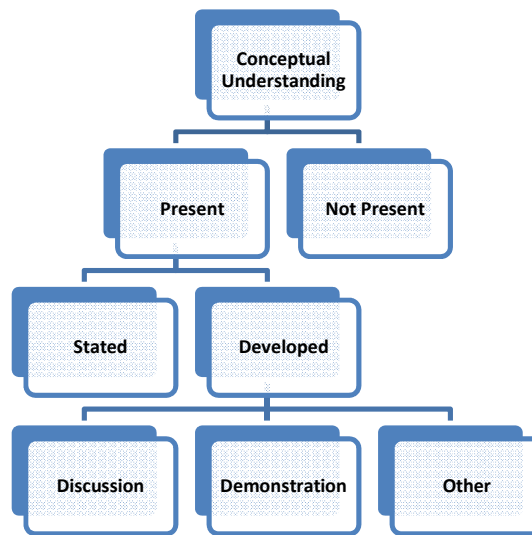 Conceptual
Understanding
Present
Not Present
Stated
Developed
Discussion
Demonstration
Other